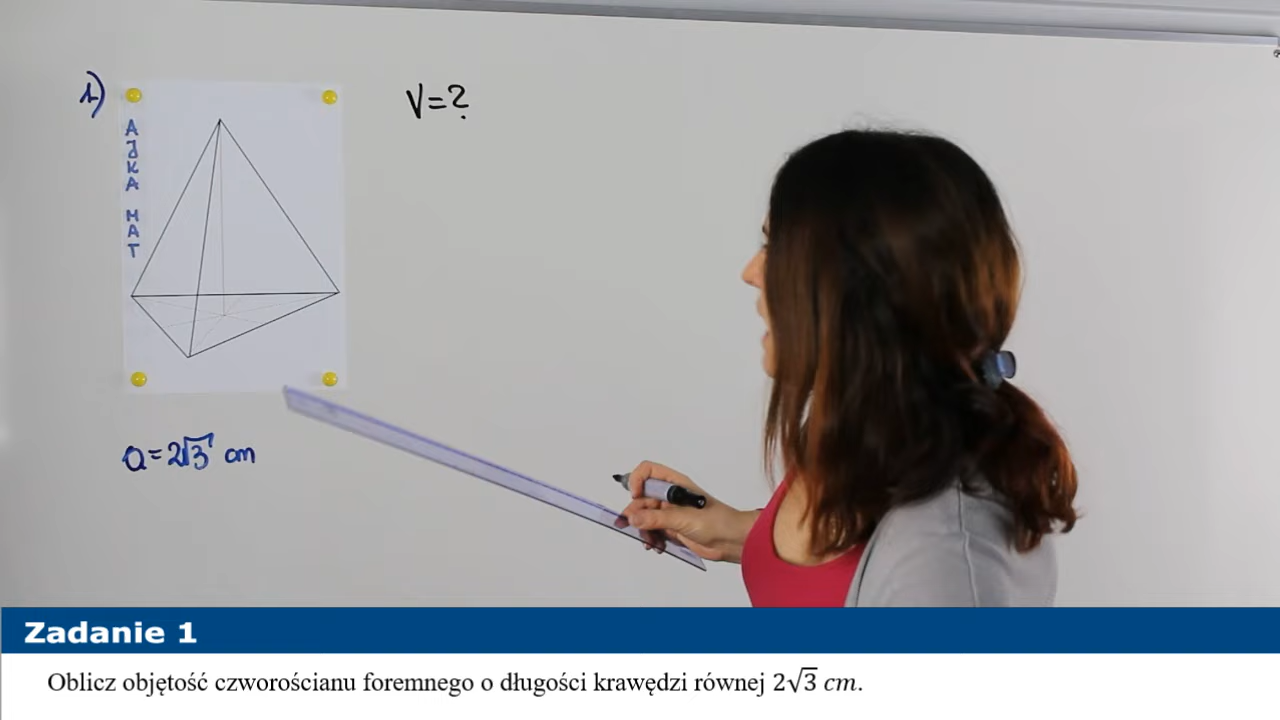 1)
AJKA MAT
V=?
a=2√3 cm
Zadanie 1
Oblicz objętość czworościanu foremnego o długości krawędzi równej 2√3 cm.